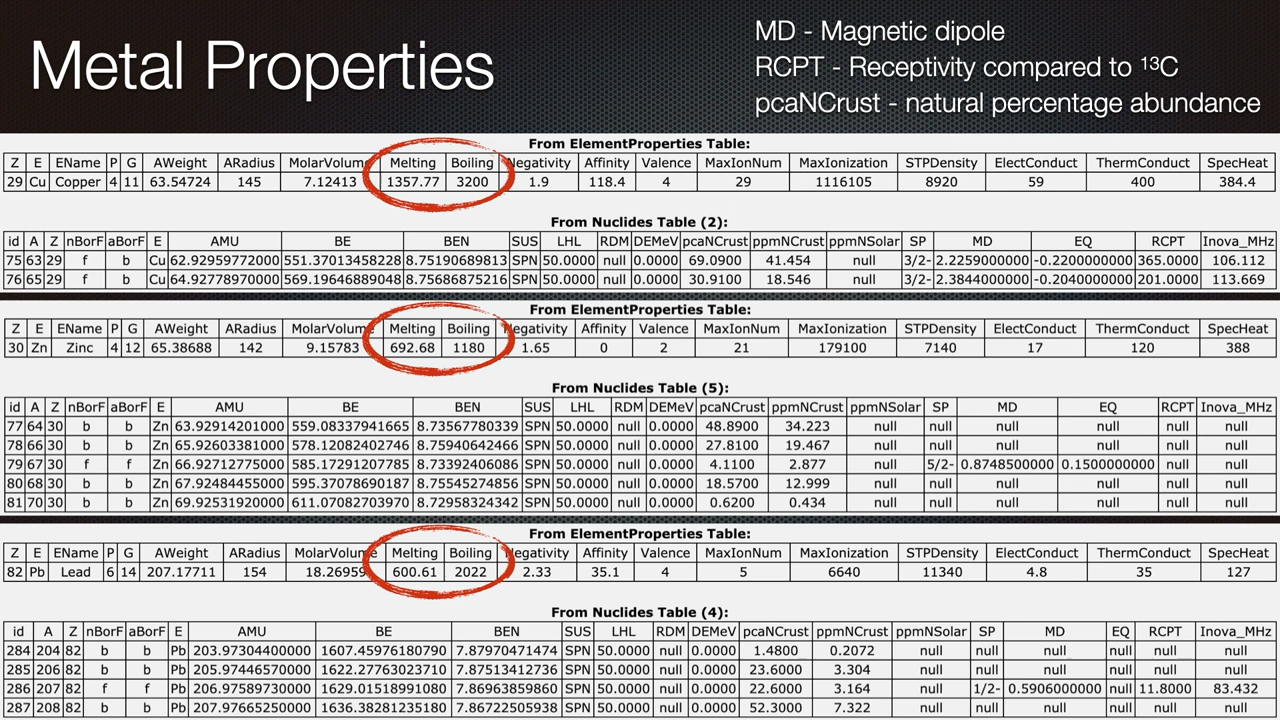 Metal Properties
MD - Magnetic dipole
RCPT - Receptivity compared to ¹³C
pcaNCrust - natural percentage abundance
From ElementProperties Table:
Z E EName P G AWeight ARadius MolarVolume Melting Boiling Negativity Affinity Valence MaxIonNum MaxIonization STPDensity ElectConduct ThermConduct SpecHeat
29 Cu Copper 4 11 63.54724 145 7.12413 1357.77 3200 1.9 118.4 4 29 1116105 8920 59 400 384.4
From Nuclides Table (2):
id A Z nBorF aBorF E AMU BE BEN SUS LHL RDM DEMeV pcaNCrust ppmNCrust ppmNSolar SP MD EQ RCPT Inova_MHz
75 63 29 f b Cu 62.92959772000 551.37013458228 8.75190689813 SPN 50.0000 null 0.0000 69.0900 41.454 null 3/2- 2.2259000000 -0.2200000000 365.0000 106.112
76 65 29 f b Cu 64.92778970000 569.19646889048 8.75686875216 SPN 50.0000 null 0.0000 30.9100 18.546 null 3/2- 2.3844000000 -0.2040000000 201.0000 113.669
From ElementProperties Table:
Z E EName P G AWeight ARadius MolarVolume Melting Boiling Negativity Affinity Valence MaxIonNum MaxIonization STPDensity ElectConduct ThermConduct SpecHeat
30 Zn Zinc 4 12 65.38688 142 9.15783 692.68 1180 1.65 0 2 21 179100 7140 17 120 388
From Nuclides Table (5):
id A Z nBorF aBorF E AMU BE BEN SUS LHL RDM DEMeV pcaNCrust ppmNCrust ppmNSolar SP MD EQ RCPT Inova_MHz
77 64 30 b b Zn 63.92914201000 559.08337941665 8.73567780339 SPN 50.0000 null 0.0000 48.8900 34.223 null null null null null null
78 66 30 b b Zn 65.92603381000 578.12082402746 8.75940642466 SPN 50.0000 null 0.0000 27.8100 19.467 null null null null null null
79 67 30 f f Zn 66.92712775000 585.17291207785 8.73392406086 SPN 50.0000 null 0.0000 4.1100 2.877 null 5/2- 0.8748500000 0.1500000000 null null
80 68 30 b b Zn 67.92484455000 595.37078690187 8.75545274856 SPN 50.0000 null 0.0000 18.5700 12.999 null null null null null null
81 70 30 b b Zn 69.92531920000 611.07082703970 8.72958324342 SPN 50.0000 null 0.0000 0.6200 0.434 null null null null null null
From ElementProperties Table:
Z E EName P G AWeight ARadius MolarVolume Melting Boiling Negativity Affinity Valence MaxIonNum MaxIonization STPDensity ElectConduct ThermConduct SpecHeat
82 Pb Lead 6 14 207.17711 154 18.26959 600.61 2022 2.33 35.1 4 5 6640 11340 4.8 35 127
From Nuclides Table (4):
id A Z nBorF aBorF E AMU BE BEN SUS LHL RDM DEMeV pcaNCrust ppmNCrust ppmNSolar SP MD EQ RCPT Inova_MHz
284 204 82 b b Pb 203.97304400000 1607.45976180790 7.87970471474 SPN 50.0000 null 0.0000 1.4800 0.2072 null null null null null null
285 206 82 b b Pb 205.97446570000 1622.27763023710 7.87513412736 SPN 50.0000 null 0.0000 23.6000 3.304 null null null null null null
286 207 82 f f Pb 206.97589730000 1629.01518991080 7.86963859860 SPN 50.0000 null 0.0000 22.6000 3.164 null 1/2- 0.5906000000 null 11.8000 83.432
287 208 82 b b Pb 207.97665250000 1636.38281235180 7.86722505938 SPN 50.0000 null 0.0000 52.3000 7.322 null null null null null null